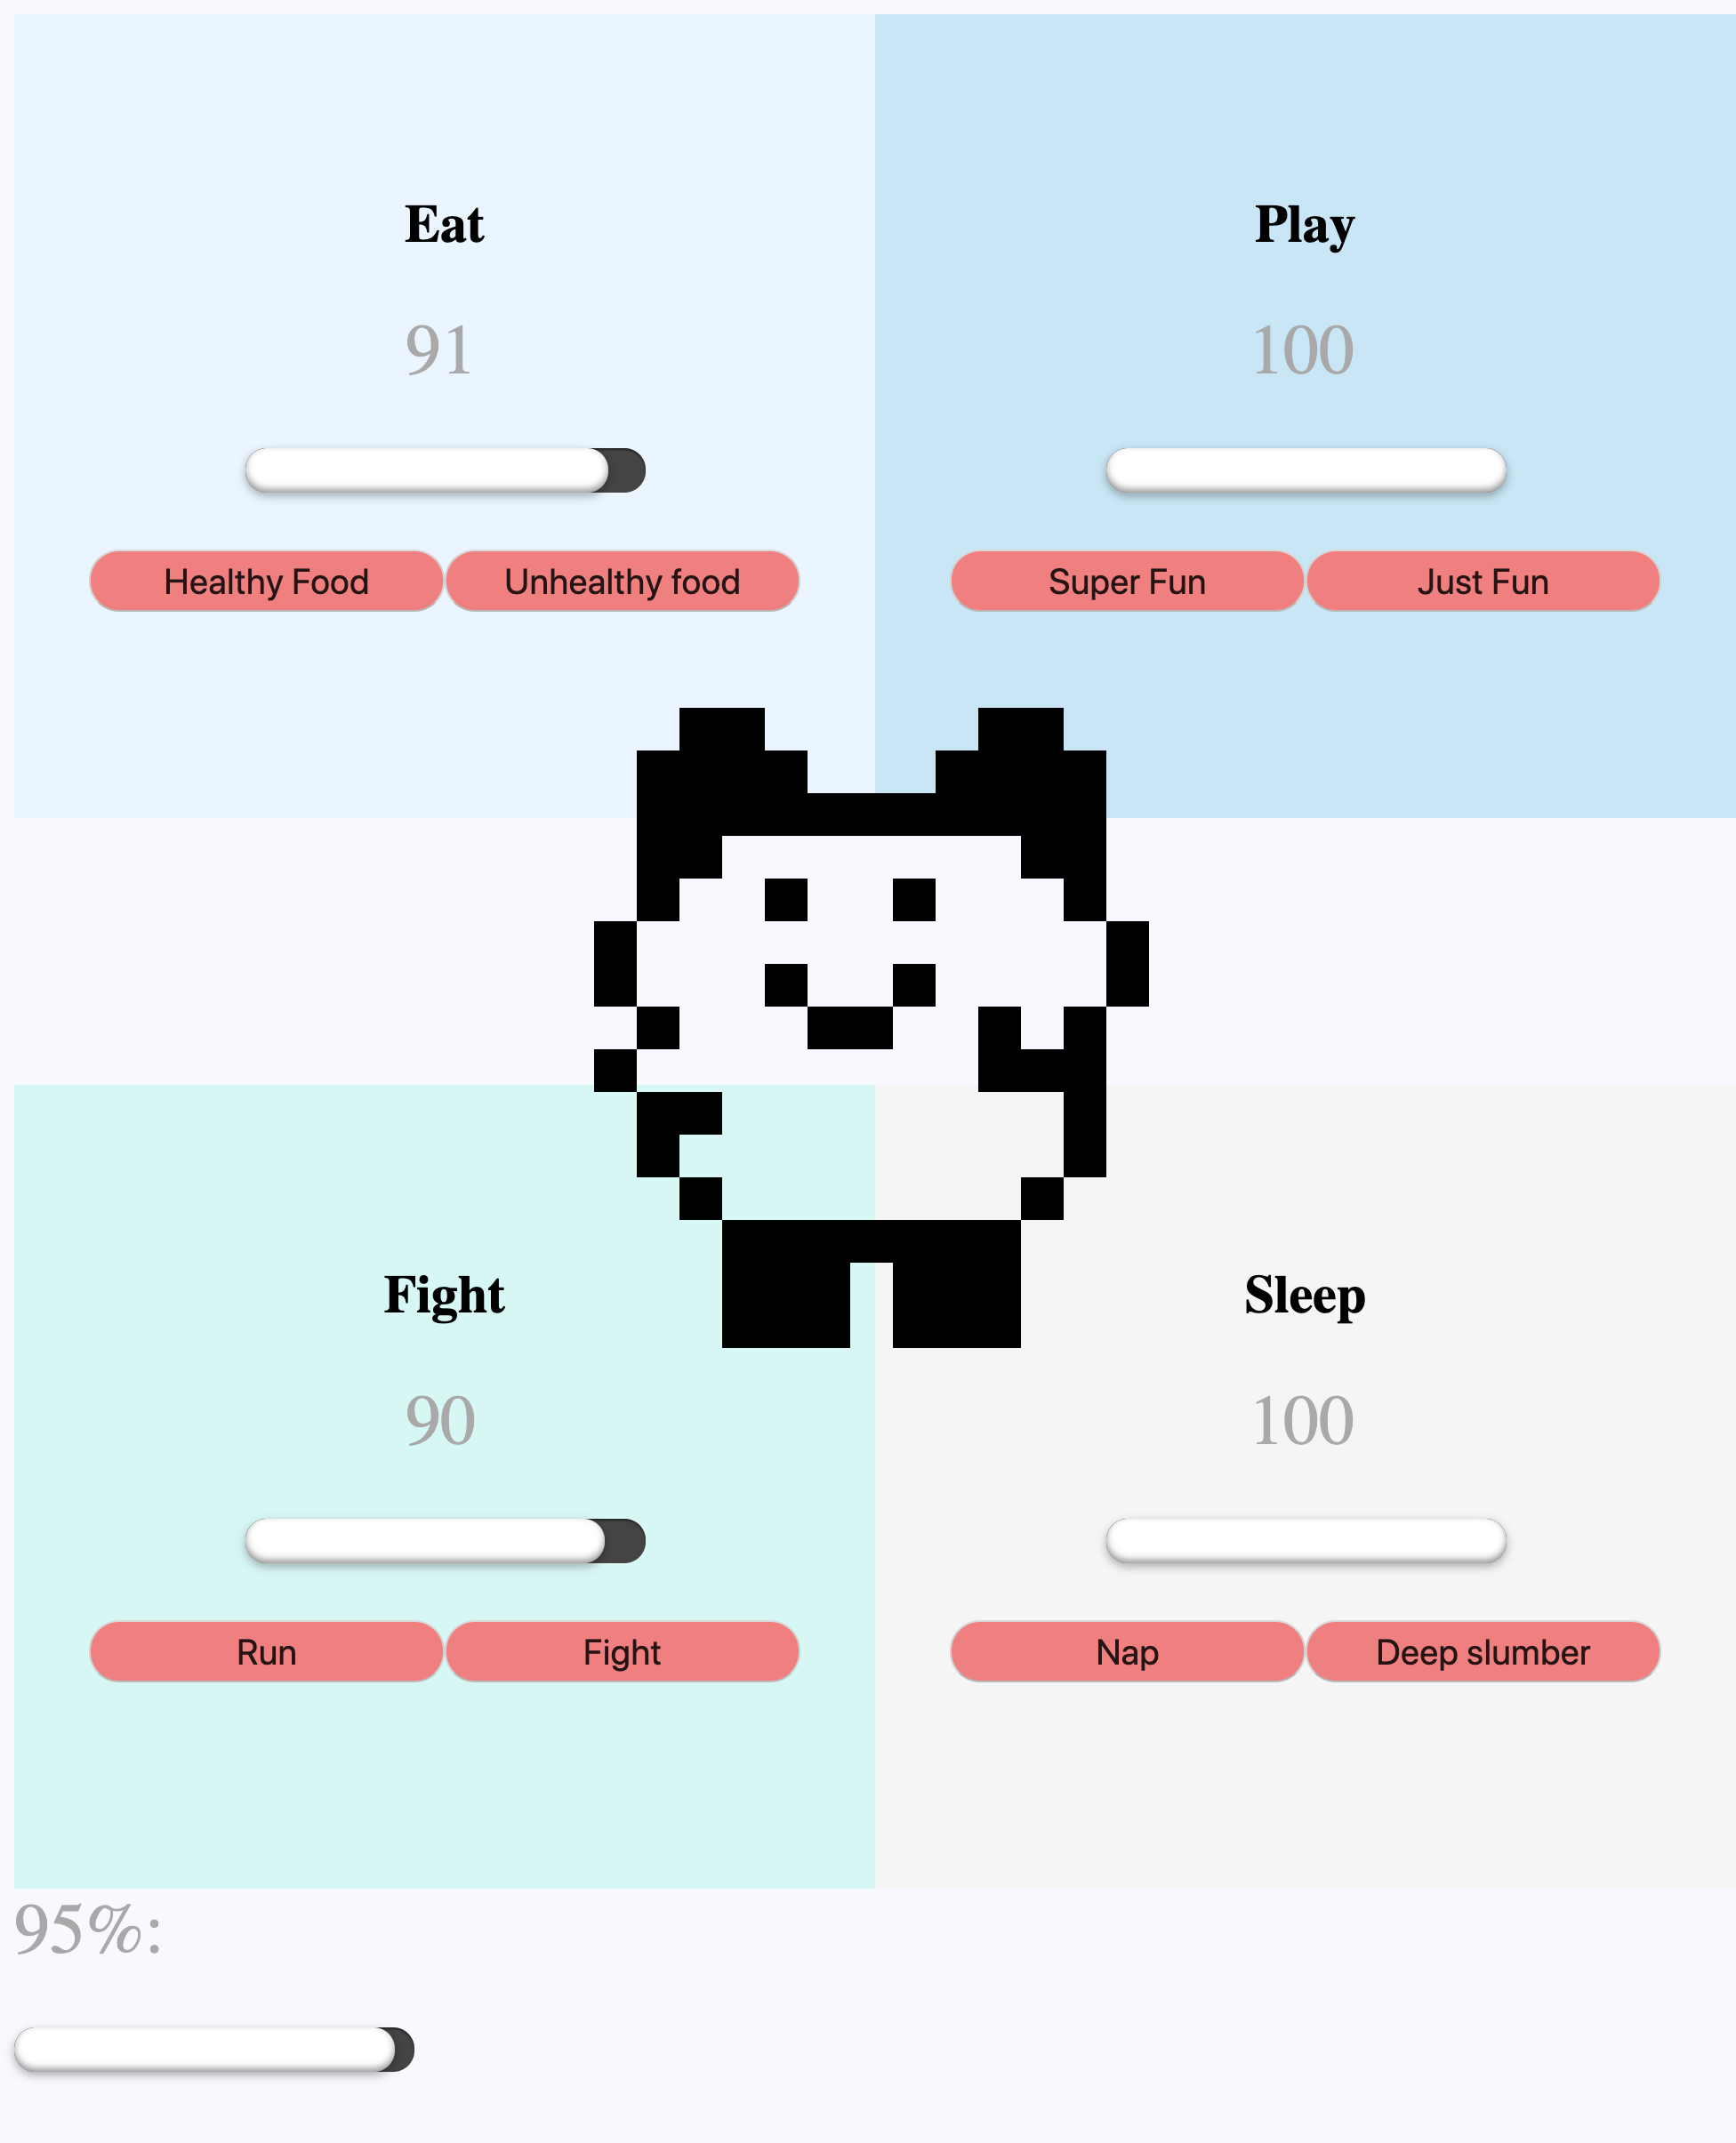 Eat
91
Healthy Food
Unhealthy food
Play
100
Super Fun
Just Fun
Fight
90
Run
Fight
Sleep
100
Nap
Deep slumber
95%: